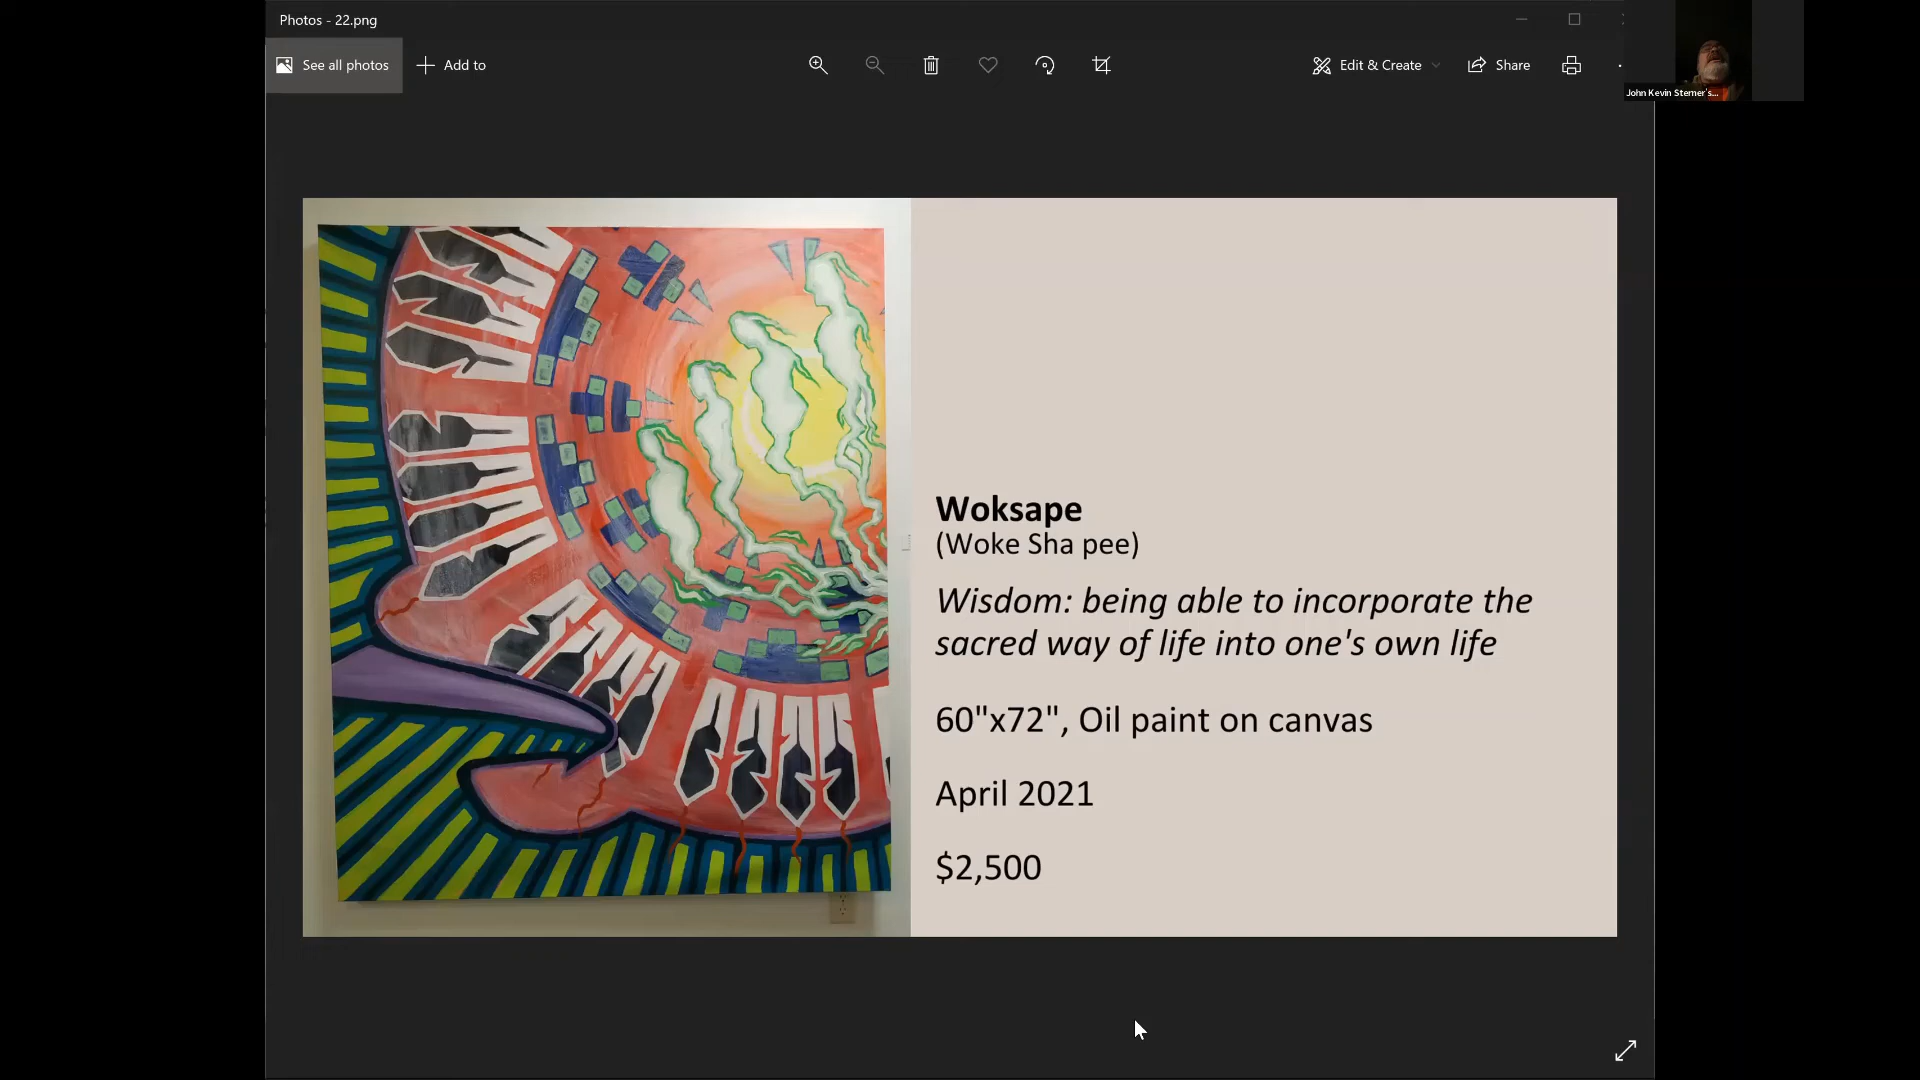 Photos - 22.png
See all photos
Add to
Edit & Create
Share
John Kevin Sterner's...
Woksape
(Woke Sha pee)
Wisdom: being able to incorporate the
sacred way of life into one's own life
60"x72", Oil paint on canvas
April 2021
$2,500